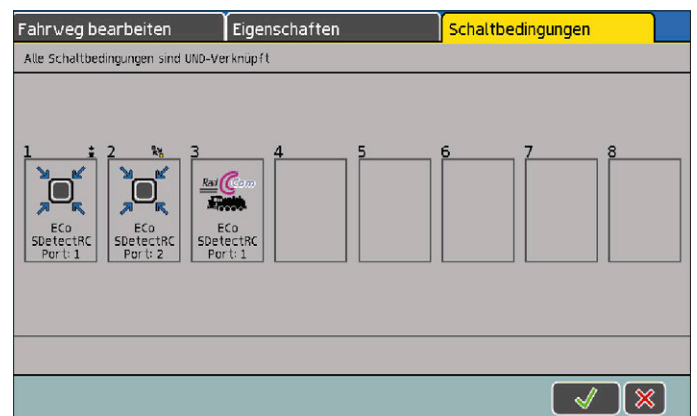 Fahrweg bearbeiten
Eigenschaften
Schaltbedingungen
Alle Schaltbedingungen sind UND-Verknüpft
1 2 3 4 5 6 7 8
RailCom
ECo
SDetectRC
Port: 1
ECo
SDetectRC
Port: 2
ECo
SDetectRC
Port: 1